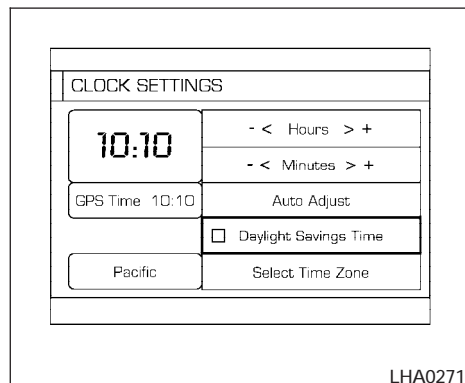 CLOCK SETTINGS
10:10
- < Hours > +
- < Minutes > +
GPS Time 10:10
Auto Adjust
Daylight Savings Time
Pacific
Select Time Zone
LHA0271